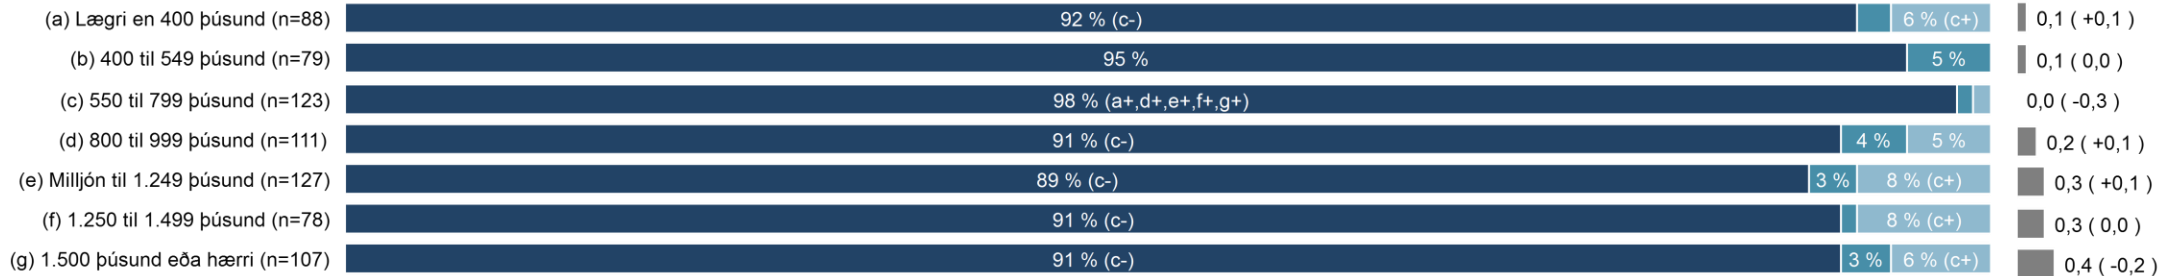 (a) Lægri en 400 þúsund (n=88) 92 % (c-) 6 % (c+) 0,1 ( +0,1 )
(b) 400 til 549 þúsund (n=79) 95 % 5 % 0,1 ( 0,0 )
(c) 550 til 799 þúsund (n=123) 98 % (a+,d+,e+,f+,g+) 0,0 ( -0,3 )
(d) 800 til 999 þúsund (n=111) 91 % (c-) 4 % 5 % 0,2 ( +0,1 )
(e) Milljón til 1.249 þúsund (n=127) 89 % (c-) 3 % 8 % (c+) 0,3 ( +0,1 )
(f) 1.250 til 1.499 þúsund (n=78) 91 % (c-) 8 % (c+) 0,3 ( 0,0 )
(g) 1.500 þúsund eða hærri (n=107) 91 % (c-) 3 % 6 % (c+) 0,4 ( -0,2 )